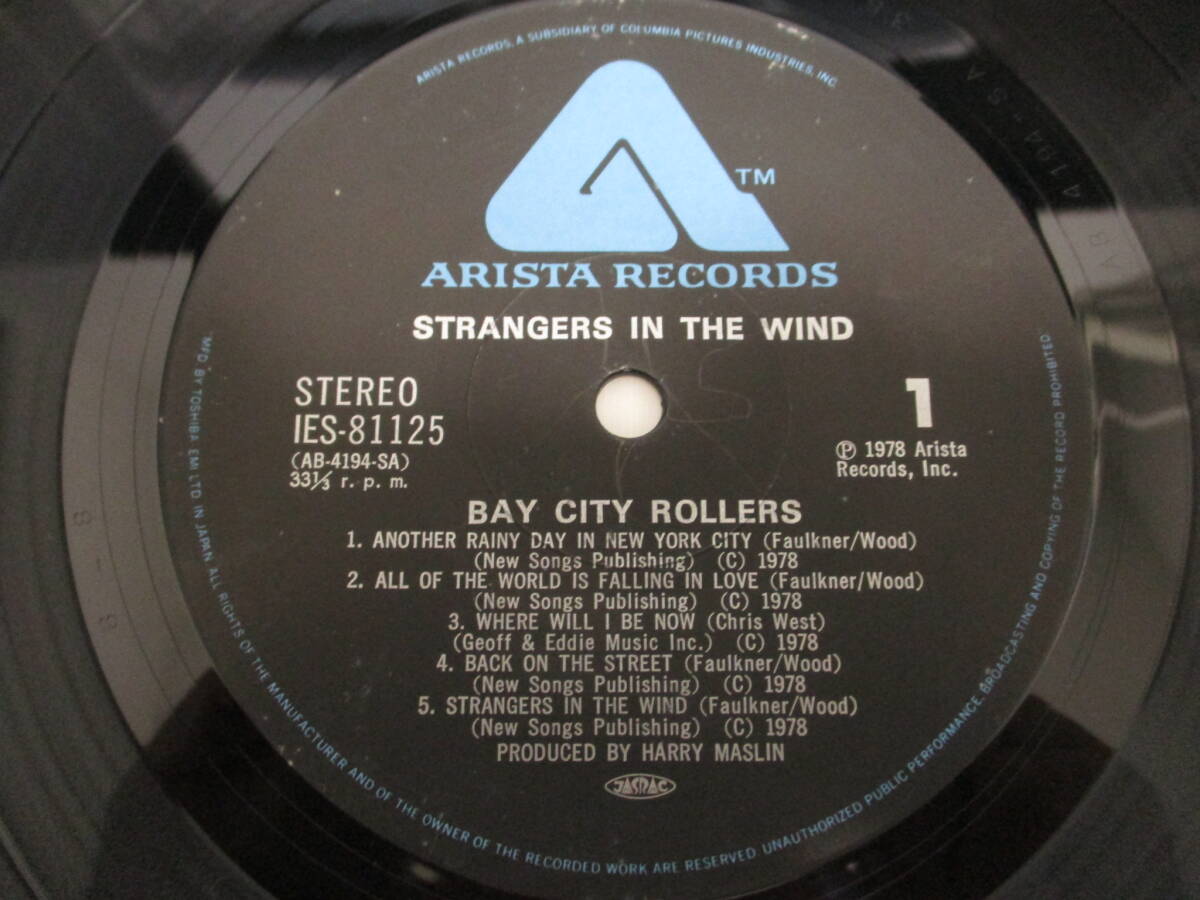 ARISTA RECORDS, A SUBSIDIARY OF COLUMBIA PICTURES INDUSTRIES, INC.
TM
ARISTA RECORDS
STRANGERS IN THE WIND
STEREO
IES-81125
(AB-4194-SA)
33⅓ r. p. m.
1
Ⓟ 1978 Arista
Records, Inc.
BAY CITY ROLLERS
1. ANOTHER RAINY DAY IN NEW YORK CITY (Faulkner/Wood)
(New Songs Publishing) (C) 1978
2. ALL OF THE WORLD IS FALLING IN LOVE (Faulkner/Wood)
(New Songs Publishing) (C) 1978
3. WHERE WILL I BE NOW (Chris West)
(Geoff & Eddie Music Inc.) (C) 1978
4. BACK ON THE STREET (Faulkner/Wood)
(New Songs Publishing) (C) 1978
5. STRANGERS IN THE WIND (Faulkner/Wood)
(New Songs Publishing) (C) 1978
PRODUCED BY HARRY MASLIN
JASRAC
MFD BY TOSHIBA EMI LTD IN JAPAN ALL RIGHTS OF THE MANUFACTURER AND OF THE OWNER OF THE RECORDED WORK ARE RESERVED UNAUTHORIZED PUBLIC PERFORMANCE, BROADCASTING AND COPYING OF THE RECORD PROHIBITED